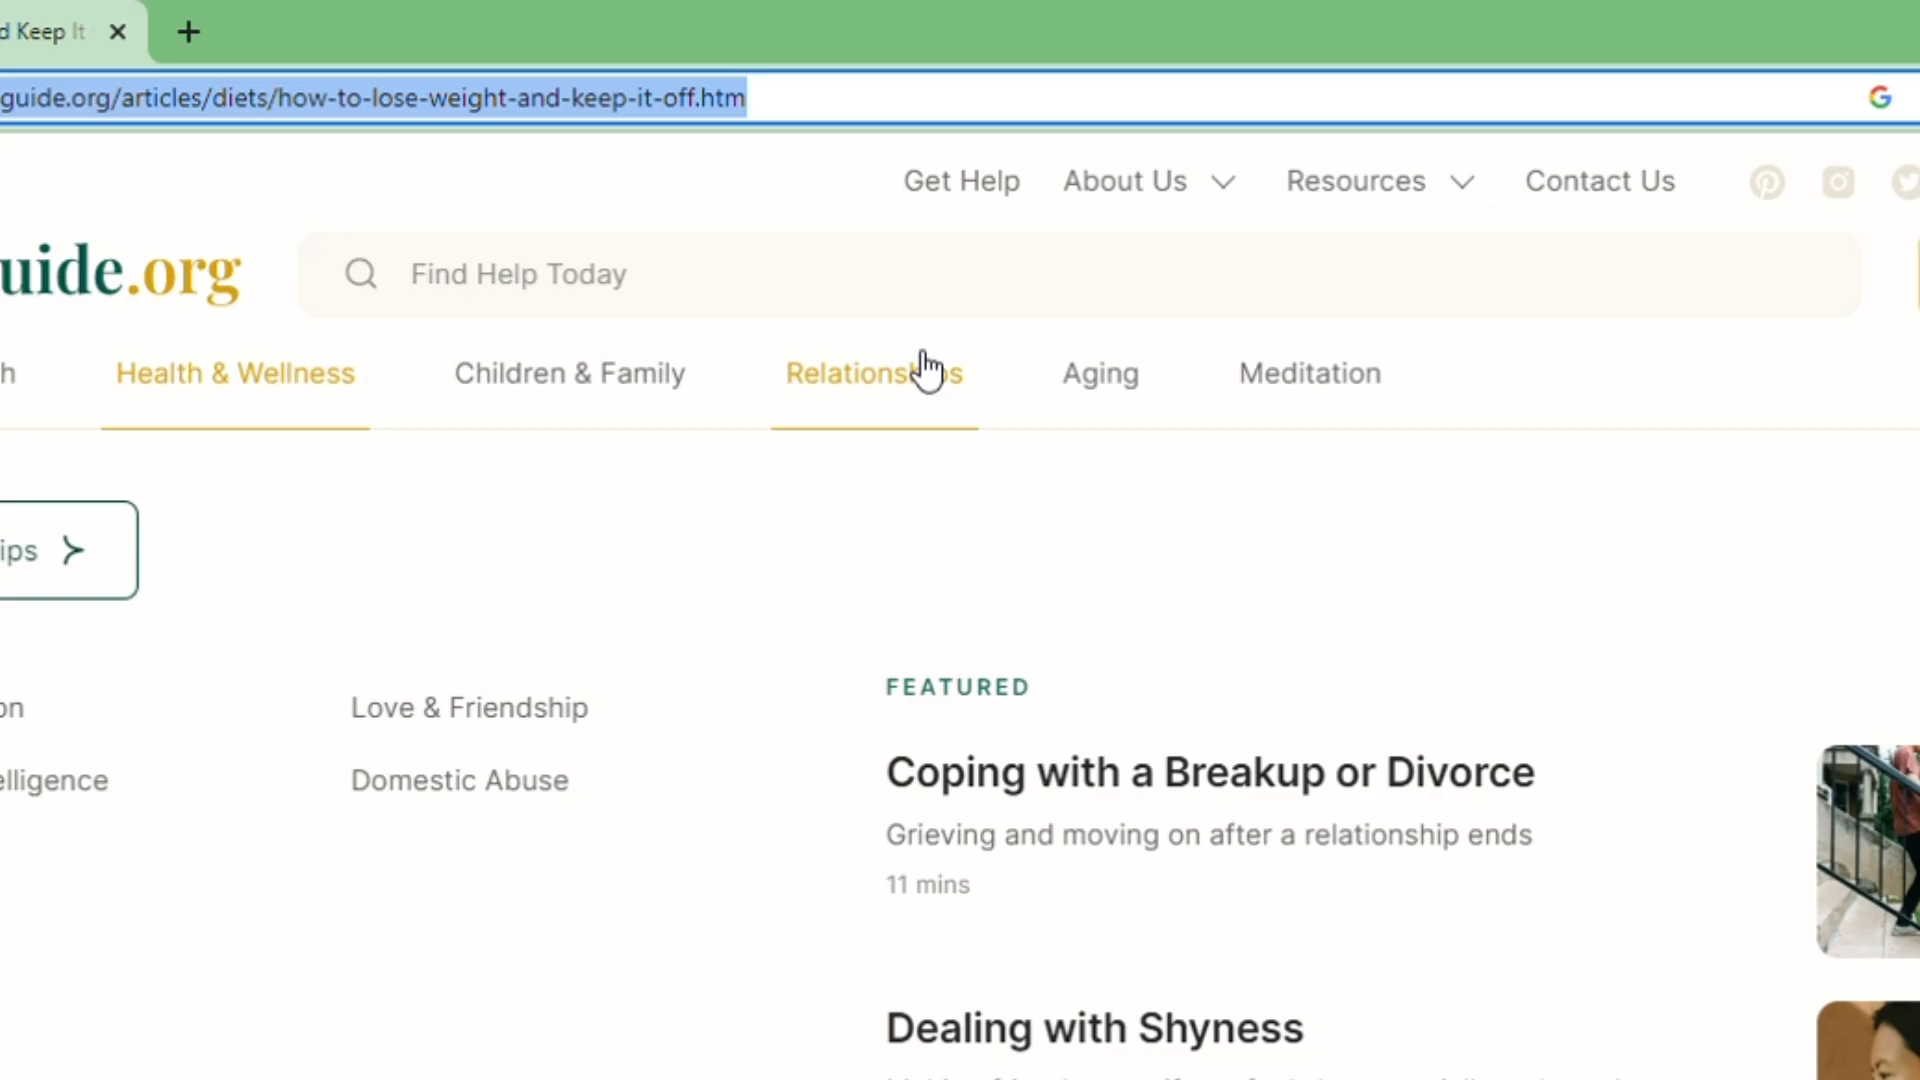 d Keep It
guide.org/articles/diets/how-to-lose-weight-and-keep-it-off.htm
Get Help About Us Resources Contact Us
uide.org Find Help Today
h Health & Wellness Children & Family Relationships Aging Meditation
ips
on Love & Friendship
elligence Domestic Abuse
FEATURED
Coping with a Breakup or Divorce
Grieving and moving on after a relationship ends
11 mins
Dealing with Shyness